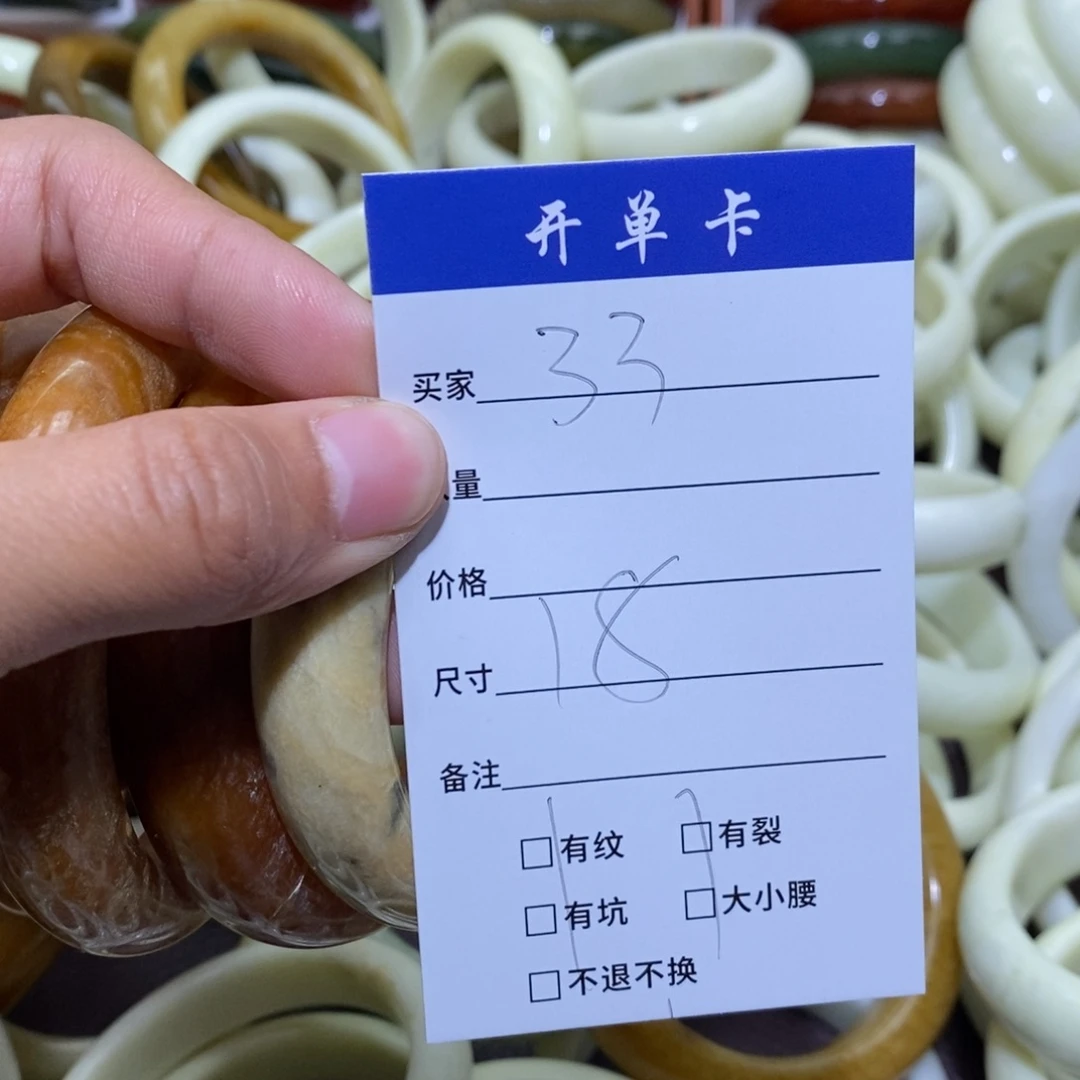 开单卡
买家 33
量
价格
尺寸 18
备注
□有纹 □有裂
□有坑 □大小腰
□不退不换